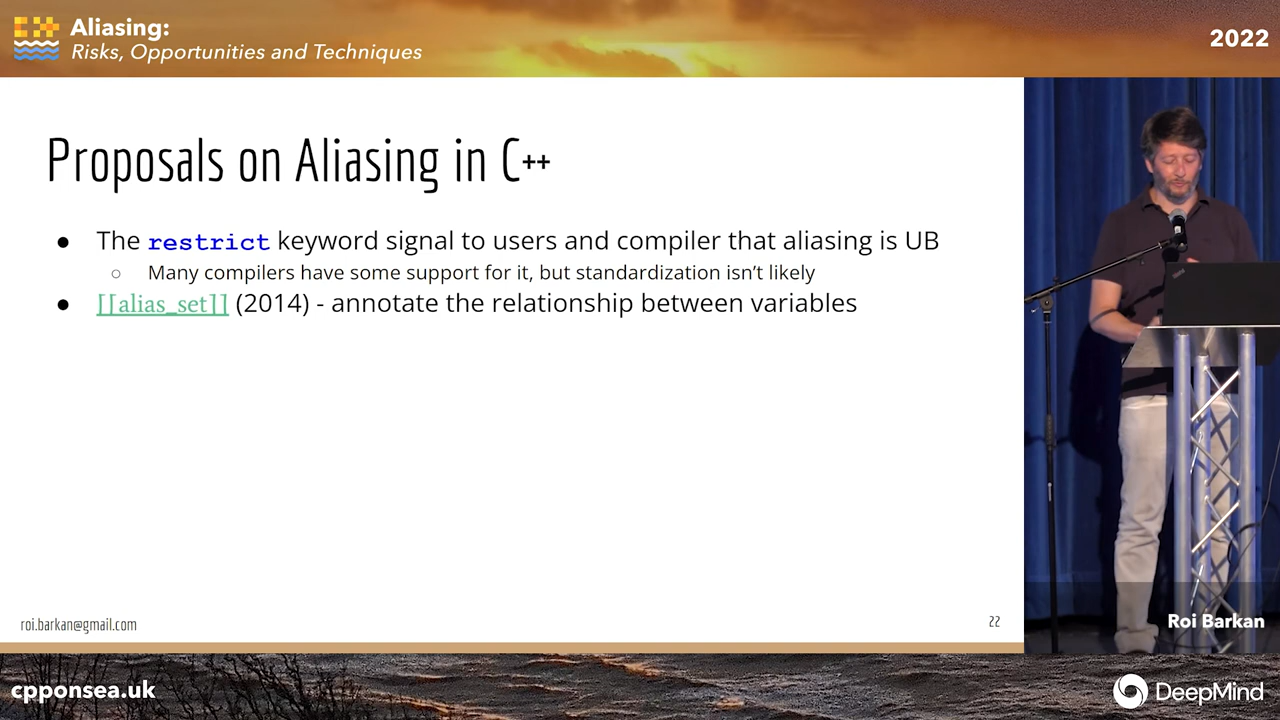 Aliasing:
Risks, Opportunities and Techniques
2022
Proposals on Aliasing in C++
● The restrict keyword signal to users and compiler that aliasing is UB
○ Many compilers have some support for it, but standardization isn't likely
● [[alias_set]] (2014) - annotate the relationship between variables
roi.barkan@gmail.com
22
Roi Barkan
cpponsea.uk
DeepMind